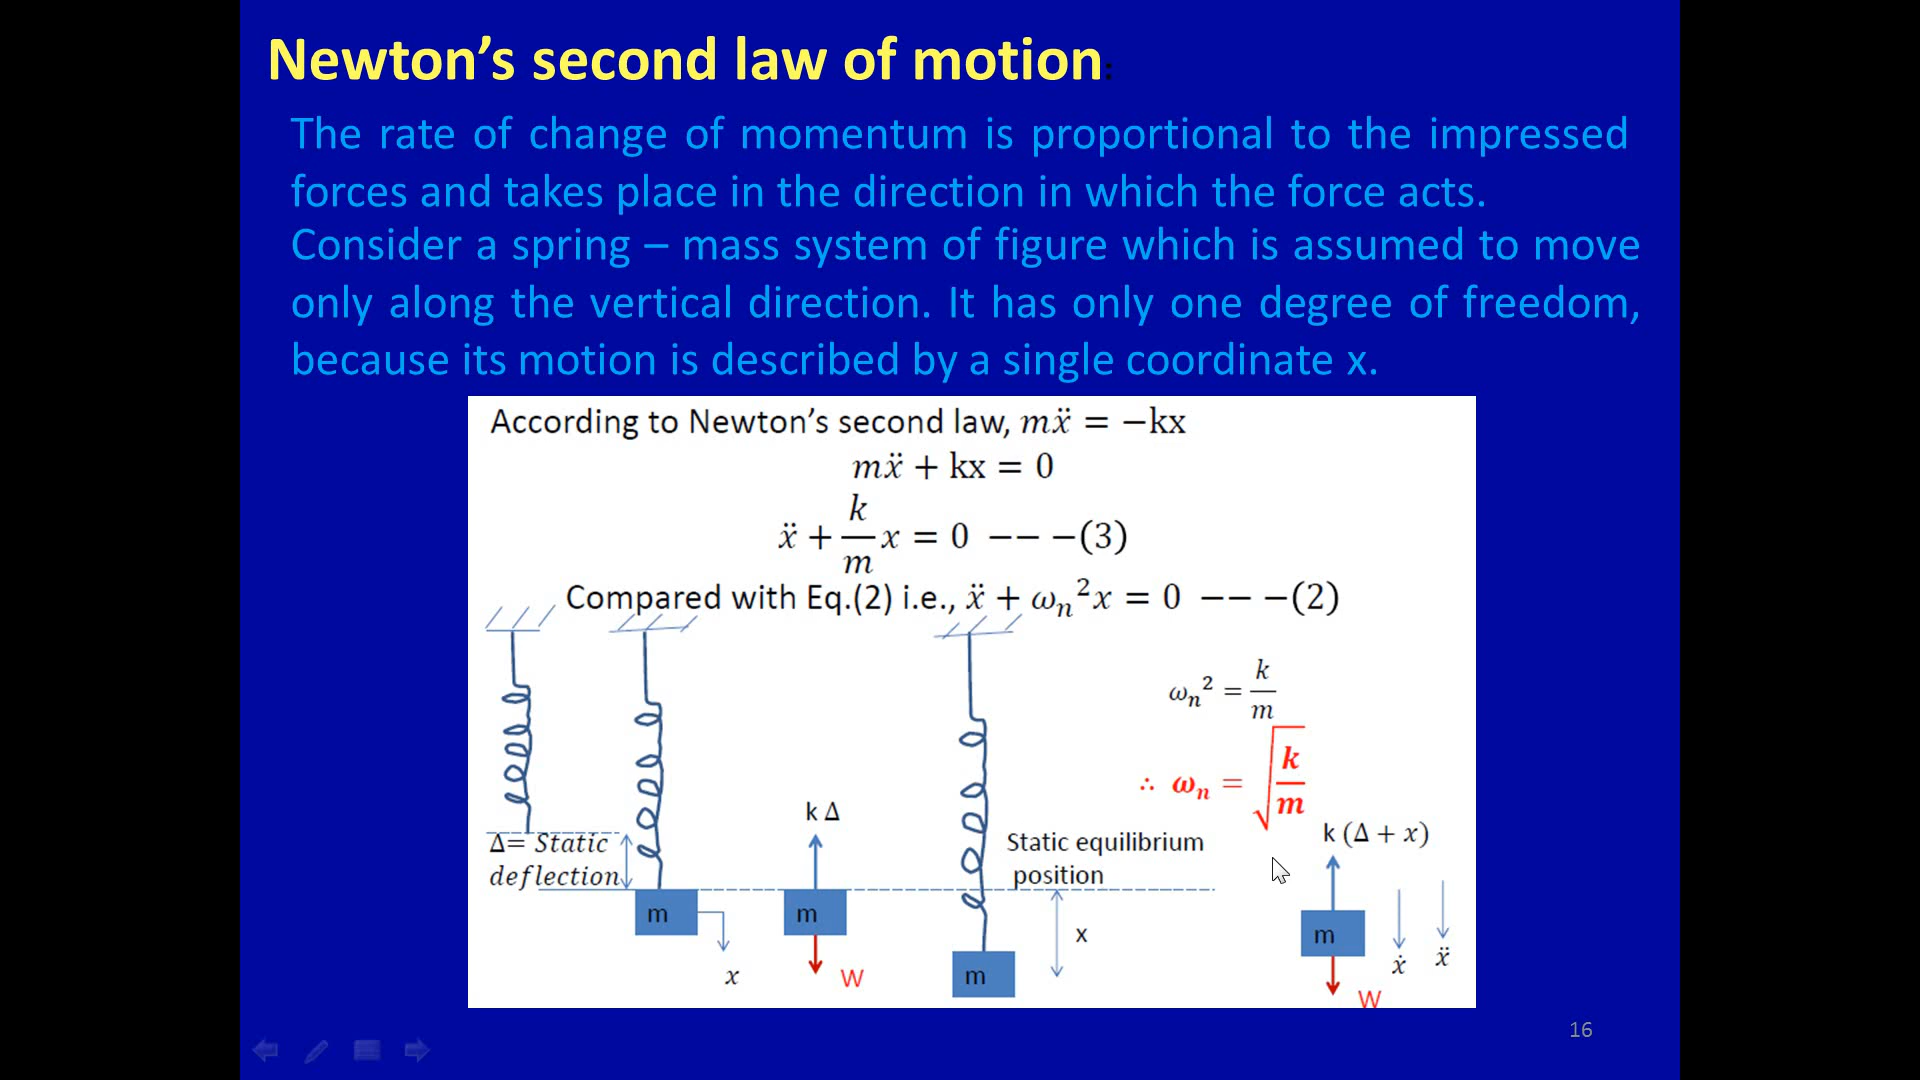 Newton’s second law of motion:
The rate of change of momentum is proportional to the impressed
forces and takes place in the direction in which the force acts.
Consider a spring – mass system of figure which is assumed to move
only along the vertical direction. It has only one degree of freedom,
because its motion is described by a single coordinate x.
According to Newton’s second law, mẍ = −kx
mẍ + kx = 0
ẍ + k/m x = 0 −− −(3)
Compared with Eq.(2) i.e., ẍ + ωₙ²x = 0 −− −(2)
ωₙ² = k/m
∴ ωₙ = √(k/m)
k Δ
k (Δ + x)
Δ= Static
deflection
Static equilibrium
position
m
m
m
m
x
x
ẋ
ẍ
W
W
16